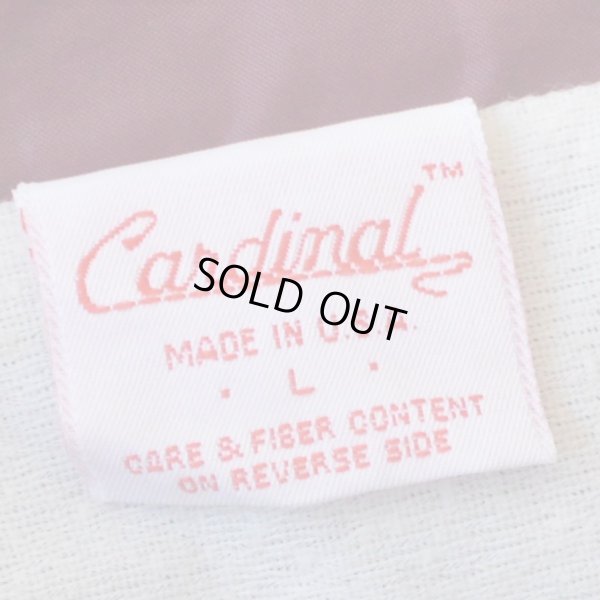 Cardinal™
SOLD OUT
MADE IN U.S.A.
· L ·
CARE & FIBER CONTENT
ON REVERSE SIDE